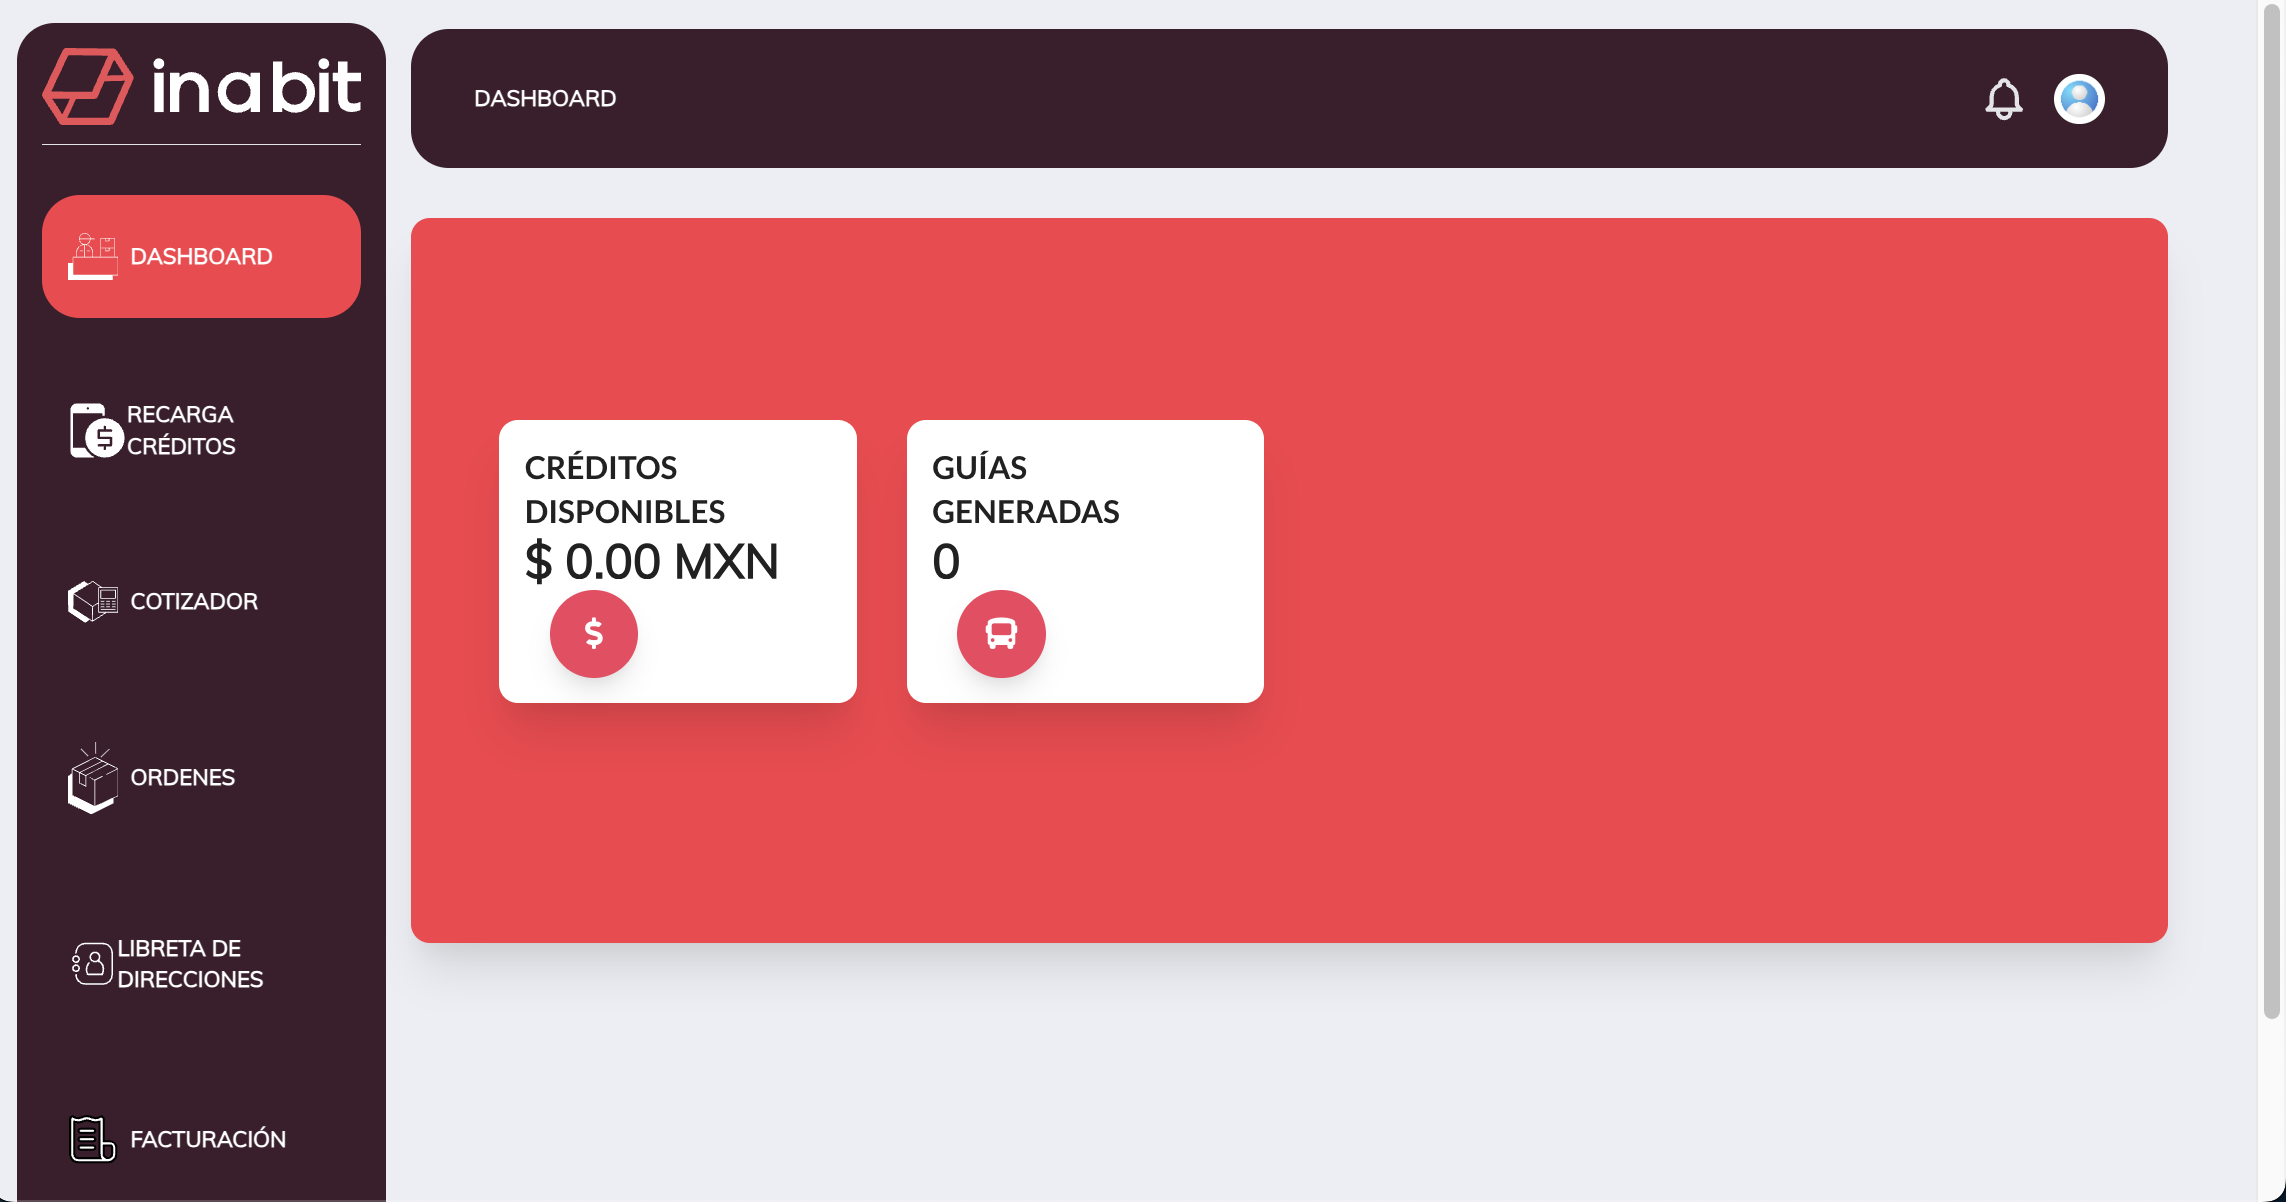 inabit
DASHBOARD
RECARGA
CRÉDITOS
COTIZADOR
ORDENES
LIBRETA DE
DIRECCIONES
FACTURACIÓN
DASHBOARD
CRÉDITOS
DISPONIBLES
$ 0.00 MXN
GUÍAS
GENERADAS
0